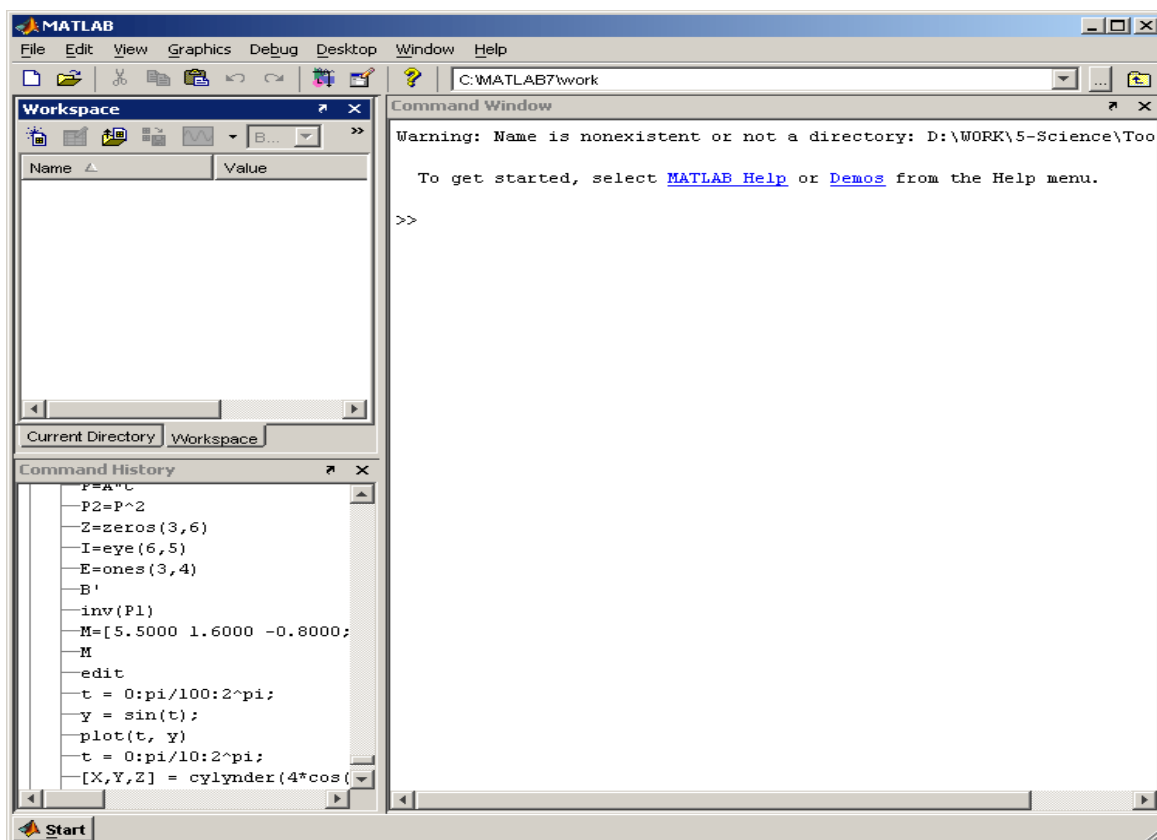 MATLAB
File Edit View Graphics Debug Desktop Window Help
C:\MATLAB7\work
...
Workspace
B...
»
Name Value
Current Directory Workspace
Command History
P2=P^2
Z=zeros(3,6)
I=eye(6,5)
E=ones(3,4)
B'
inv(P1)
M=[5.5000 1.6000 -0.8000;
M
edit
t = 0:pi/100:2^pi;
y = sin(t);
plot(t, y)
t = 0:pi/10:2^pi;
[X,Y,Z] = cylynder(4*cos(
Command Window
Warning: Name is nonexistent or not a directory: D:\WORK\5-Science\Too
To get started, select MATLAB Help or Demos from the Help menu.
>>
Start